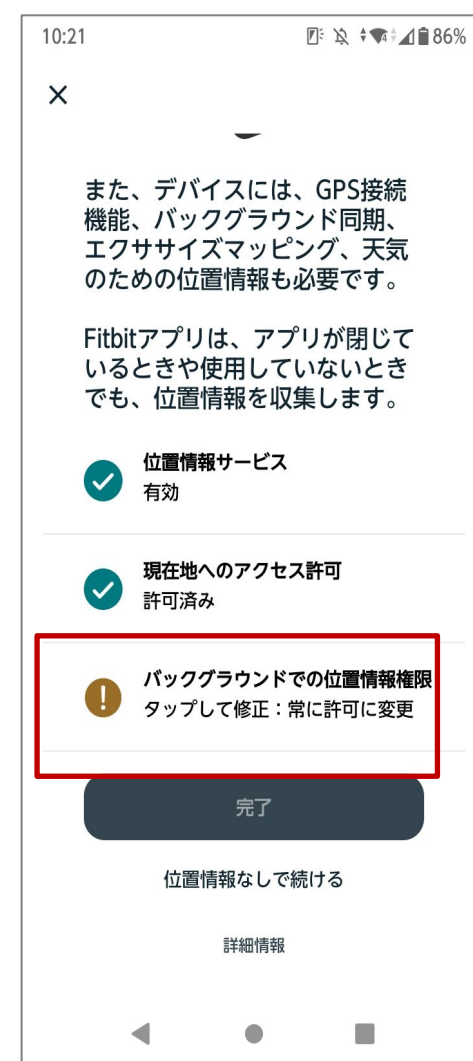 10:21
86%
また、デバイスには、GPS接続
機能、バックグラウンド同期、
エクササイズマッピング、天気
のための位置情報も必要です。
Fitbitアプリは、アプリが閉じて
いるときや使用していないとき
でも、位置情報を収集します。
位置情報サービス
有効
現在地へのアクセス許可
許可済み
バックグラウンドでの位置情報権限
タップして修正：常に許可に変更
完了
位置情報なしで続ける
詳細情報